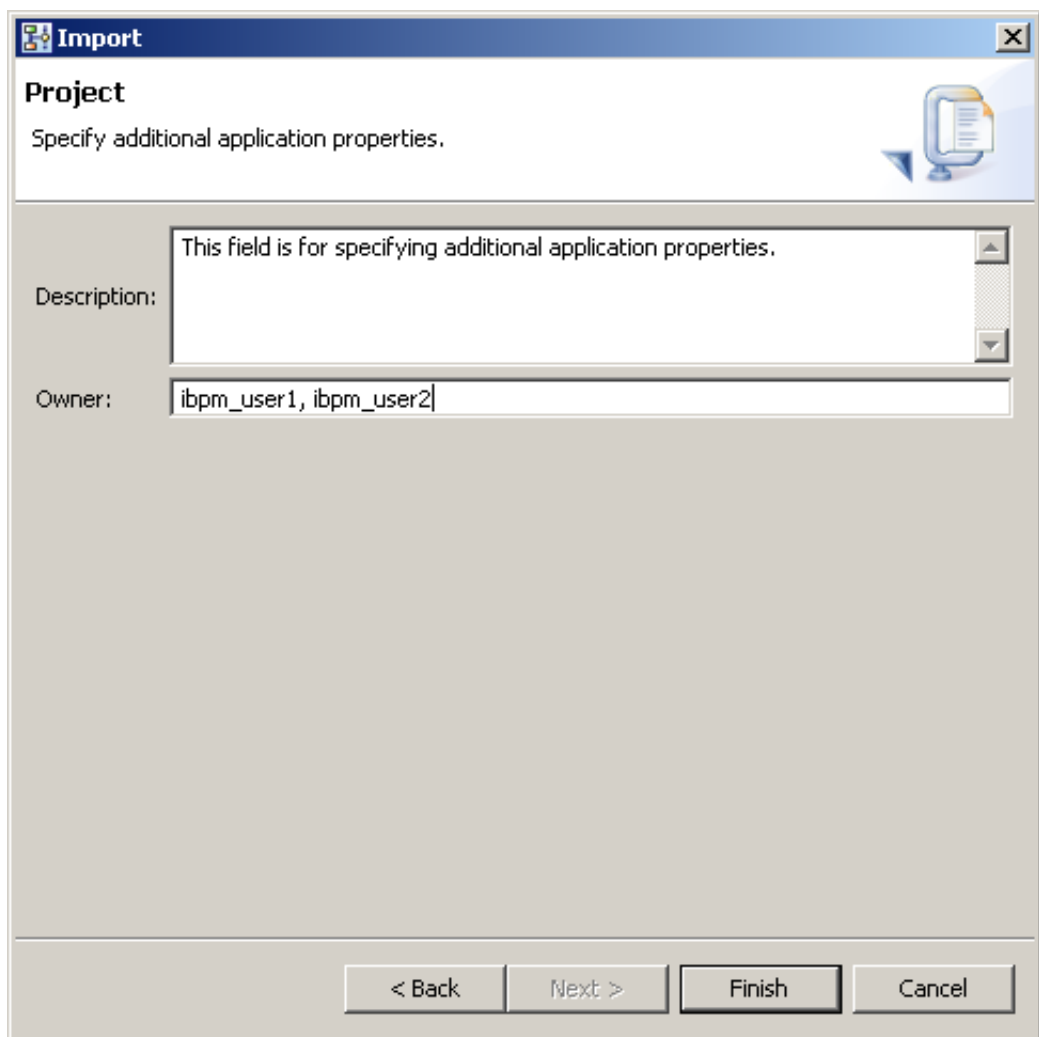 Import
Project
Specify additional application properties.
This field is for specifying additional application properties.
Description:
Owner:
ibpm_user1, ibpm_user2
< Back
Next >
Finish
Cancel